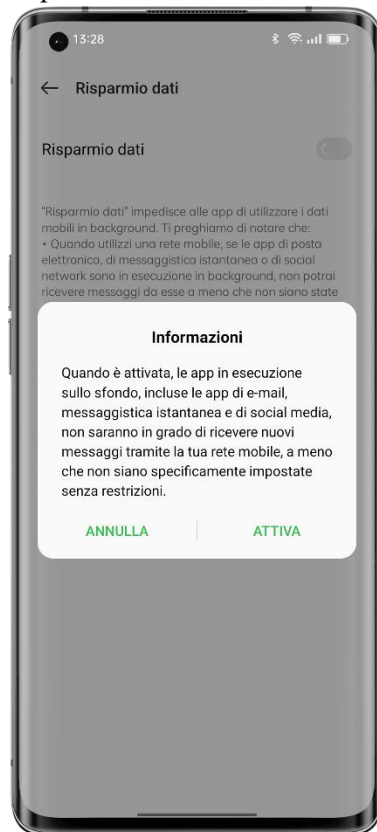 13:28
Risparmio dati
Risparmio dati
"Risparmio dati" impedisce alle app di utilizzare i dati
mobili in background. Ti preghiamo di notare che:
• Quando utilizzi una rete mobile, se le app di posta
elettronica, di messaggistica istantanea o di social
network sono in esecuzione in background, non potrai
ricevere messaggi da esse a meno che non siano state
Informazioni
Quando è attivata, le app in esecuzione
sullo sfondo, incluse le app di e-mail,
messaggistica istantanea e di social media,
non saranno in grado di ricevere nuovi
messaggi tramite la tua rete mobile, a meno
che non siano specificamente impostate
senza restrizioni.
ANNULLA ATTIVA